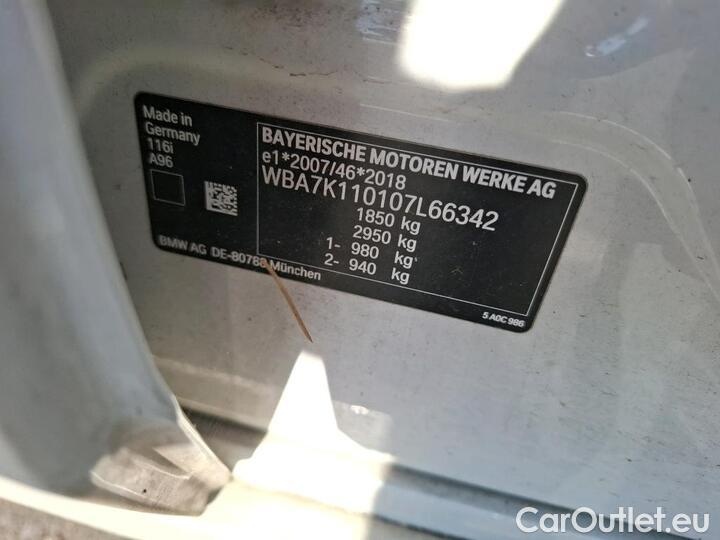 Made in
Germany
116i
A96
BAYERISCHE MOTOREN WERKE AG
e1*2007/46*2018
WBA7K110107L66342
1850 kg
2950 kg
1- 980 kg
2- 940 kg
BMW AG DE-80788 München
5 A0C 986
CarOutlet.eu